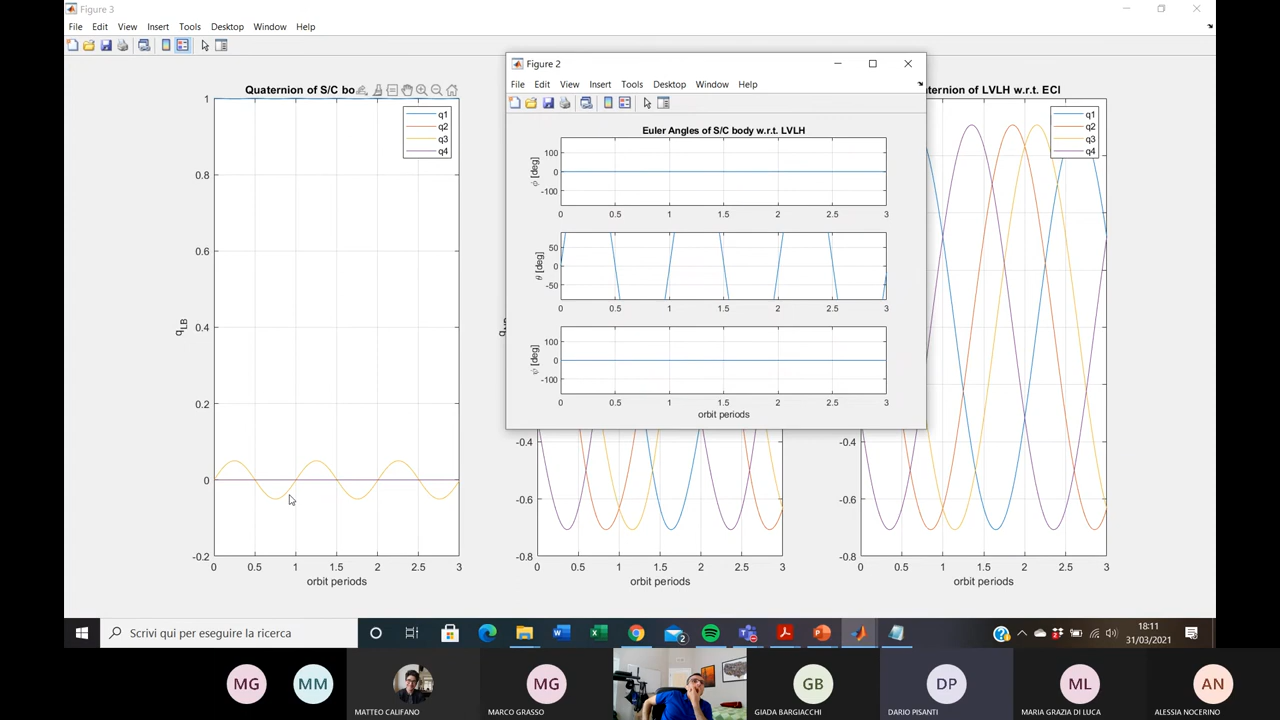 Figure 3
File Edit View Insert Tools Desktop Window Help
Quaternion of S/C bo
q1
q2
q3
q4
1
0.8
0.6
0.4
0.2
0
-0.2
q_LB
0 0.5 1 1.5 2 2.5 3
orbit periods
Figure 2
File Edit View Insert Tools Desktop Window Help
Euler Angles of S/C body w.r.t. LVLH
100
0
-100
ϕ [deg]
0 0.5 1 1.5 2 2.5 3
50
0
-50
θ [deg]
0 0.5 1 1.5 2 2.5 3
100
0
-100
ψ [deg]
0 0.5 1 1.5 2 2.5 3
orbit periods
-0.4
-0.6
-0.8
0 0.5 1 1.5 2 2.5 3
orbit periods
ternion of LVLH w.r.t. ECI
q1
q2
q3
q4
-0.4
-0.6
-0.8
0 0.5 1 1.5 2 2.5 3
orbit periods
Scrivi qui per eseguire la ricerca
2
18:11
31/03/2021
MG
MM
MATTEO CALIFANO
MG
MARCO GRASSO
GB
GIADA BARGIACCHI
DP
DARIO PISANTI
ML
MARIA GRAZIA DI LUCA
AN
ALESSIA NOCERINO